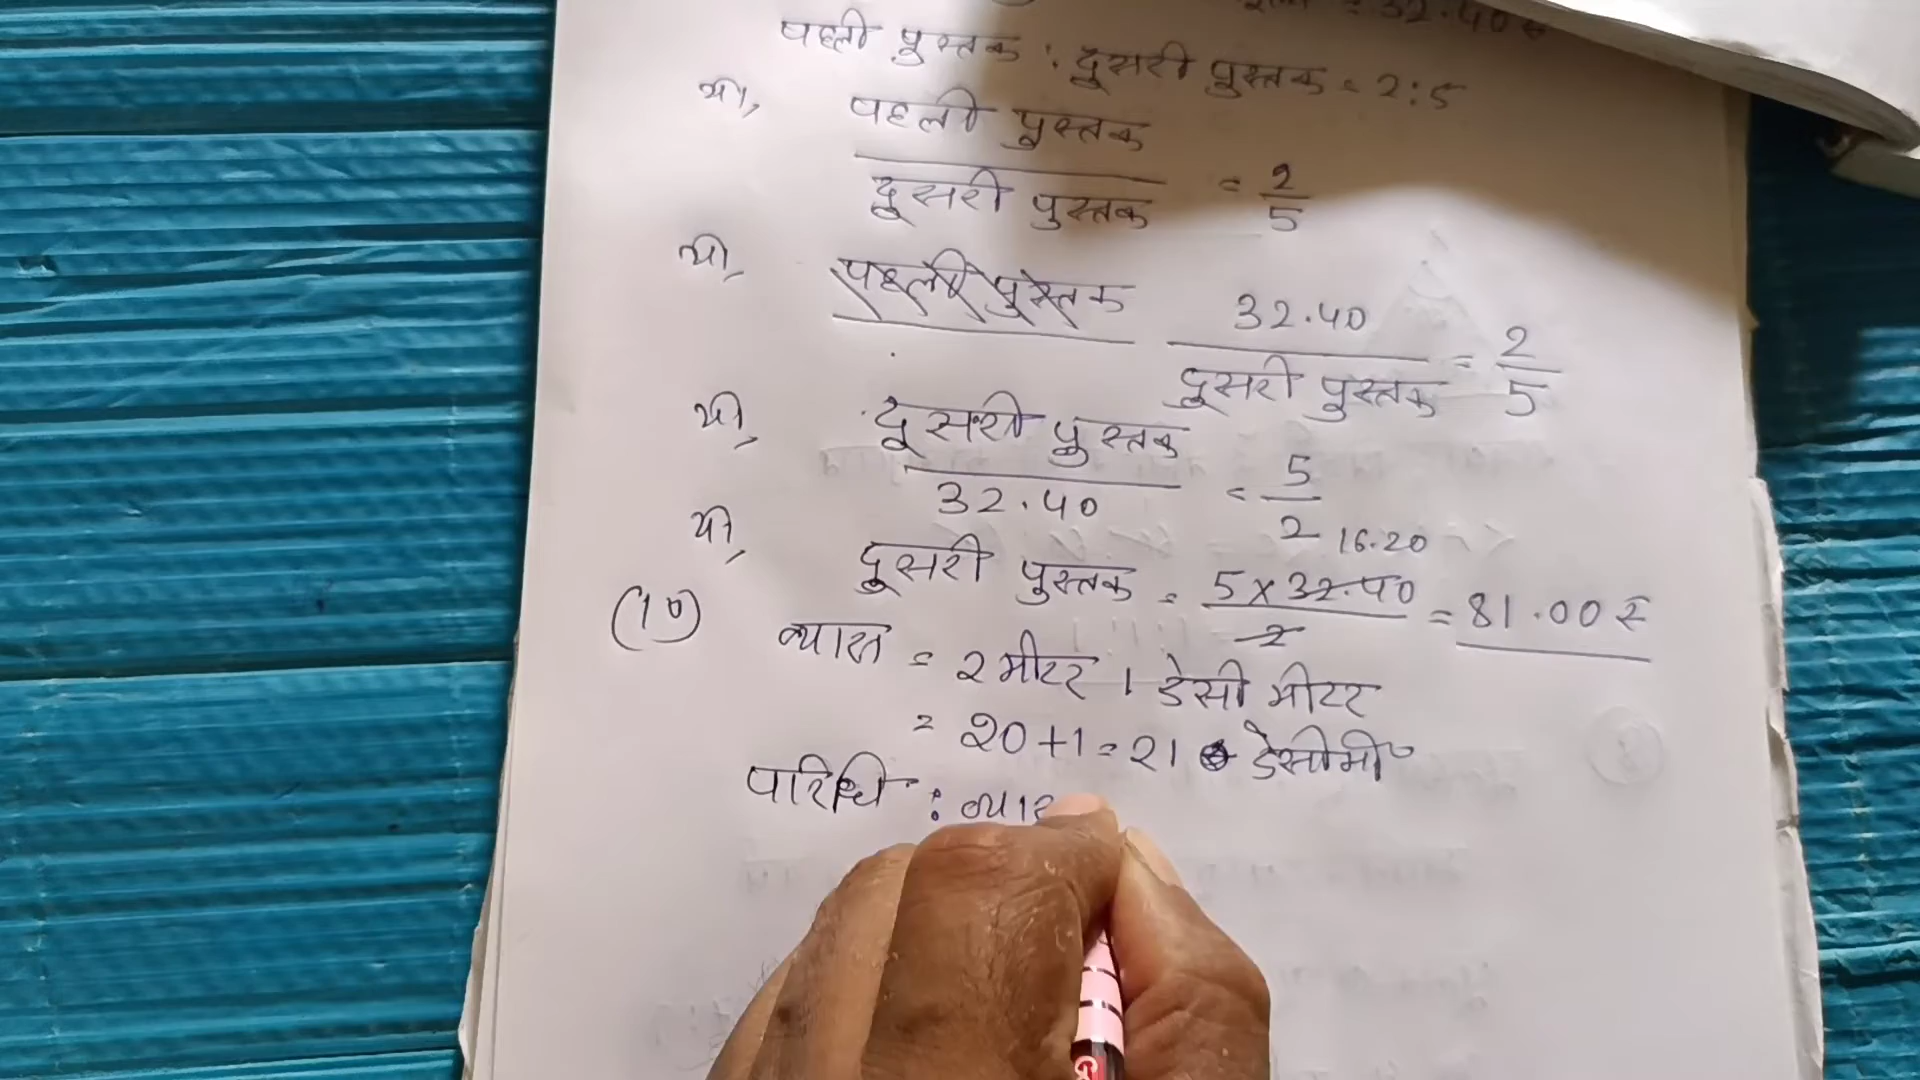 = 32.40 रु
पहली पुस्तक : दूसरी पुस्तक = 2:5
या, पहली पुस्तक / दूसरी पुस्तक = 2/5
या, पहली पुस्तक 32.40 / दूसरी पुस्तक = 2/5
या, दूसरी पुस्तक / 32.40 = 5/2
16.20
या, दूसरी पुस्तक = 5 x 32.40 / 2 = 81.00 रु
व्यास = 2 मीटर 1 डेसी मीटर
= 20 + 1 = 21 डेसीमी०
परिधि : व्यास